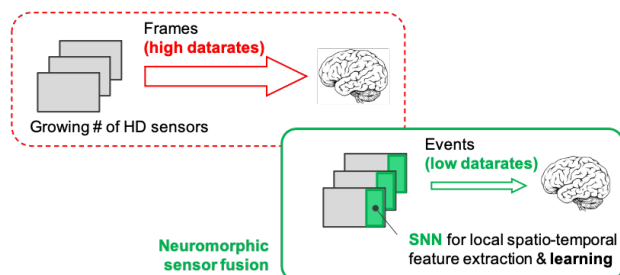 Frames
(high datarates)
Growing # of HD sensors
Events
(low datarates)
SNN for local spatio-temporal
feature extraction & learning
Neuromorphic
sensor fusion